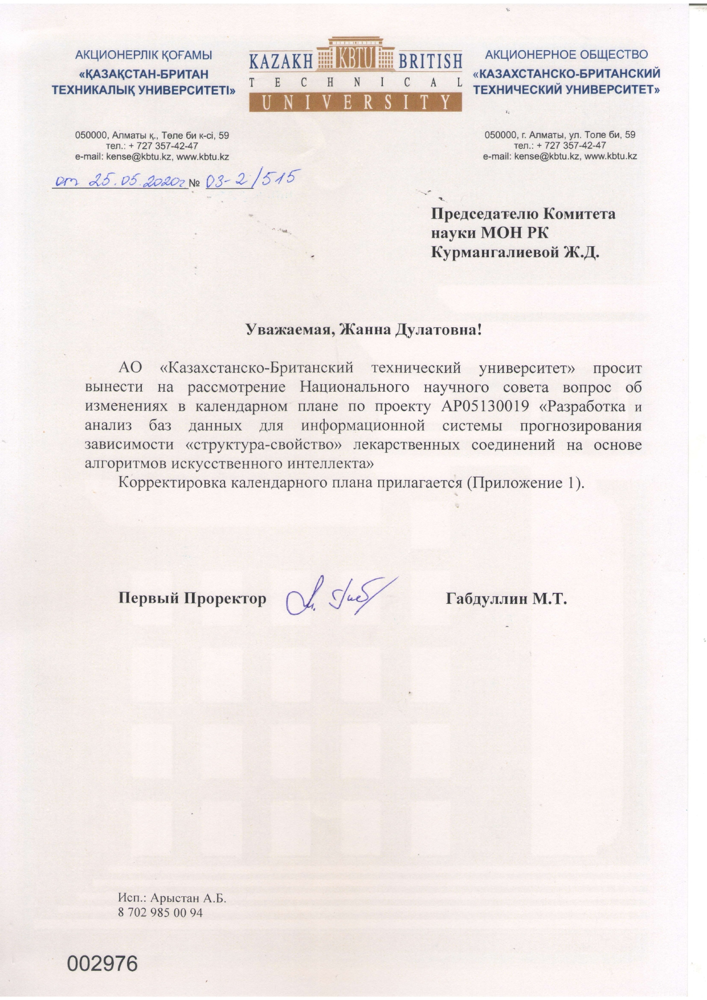 АКЦИОНЕРЛІК ҚОҒАМЫ
«ҚАЗАҚСТАН-БРИТАН
ТЕХНИКАЛЫҚ УНИВЕРСИТЕТІ»
KAZAKH KBTU BRITISH
TECHNICAL
UNIVERSITY
АКЦИОНЕРНОЕ ОБЩЕСТВО
«КАЗАХСТАНСКО-БРИТАНСКИЙ
ТЕХНИЧЕСКИЙ УНИВЕРСИТЕТ»
050000, Алматы қ., Төле би к-сі, 59
тел.: + 727 357-42-47
e-mail: kense@kbtu.kz, www.kbtu.kz
050000, г. Алматы, ул. Толе би, 59
тел.: + 727 357-42-47
e-mail: kense@kbtu.kz, www.kbtu.kz
от 25.05.2020г № 03-2/515
Председателю Комитета
науки МОН РК
Курмангалиевой Ж.Д.
Уважаемая, Жанна Дулатовна!
АО «Казахстанско-Британский технический университет» просит
вынести на рассмотрение Национального научного совета вопрос об
изменениях в календарном плане по проекту АР05130019 «Разработка и
анализ баз данных для информационной системы прогнозирования
зависимости «структура-свойство» лекарственных соединений на основе
алгоритмов искусственного интеллекта»
Корректировка календарного плана прилагается (Приложение 1).
Первый Проректор Габдуллин М.Т.
Исп.: Арыстан А.Б.
8 702 985 00 94
002976